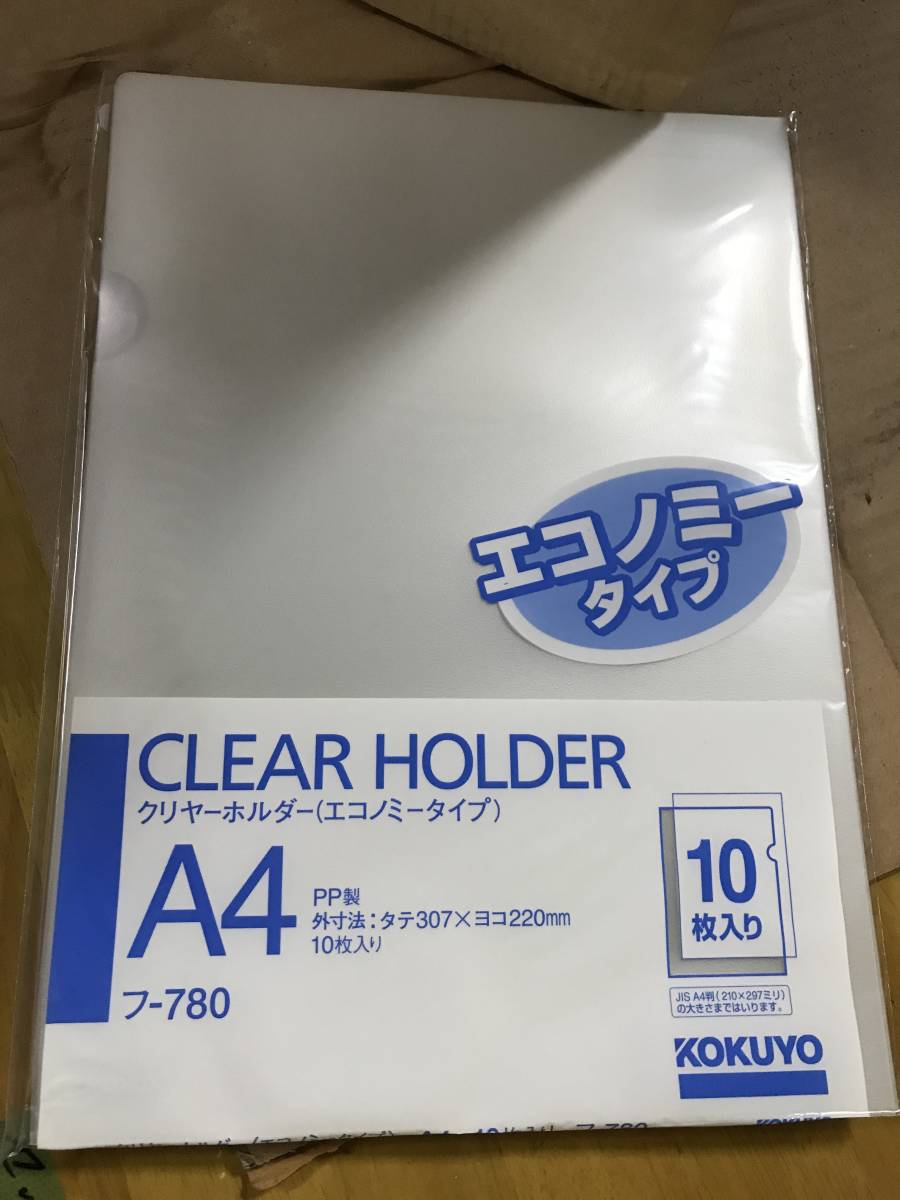 エコノミー
タイプ
CLEAR HOLDER
クリヤーホルダー(エコノミータイプ)
A4
PP製
外寸法:タテ307×ヨコ220mm
10枚入り
フ-780
10
枚入り
JIS A4判(210×297ミリ)
の大きさまではいります。
KOKUYO
KOKUYO